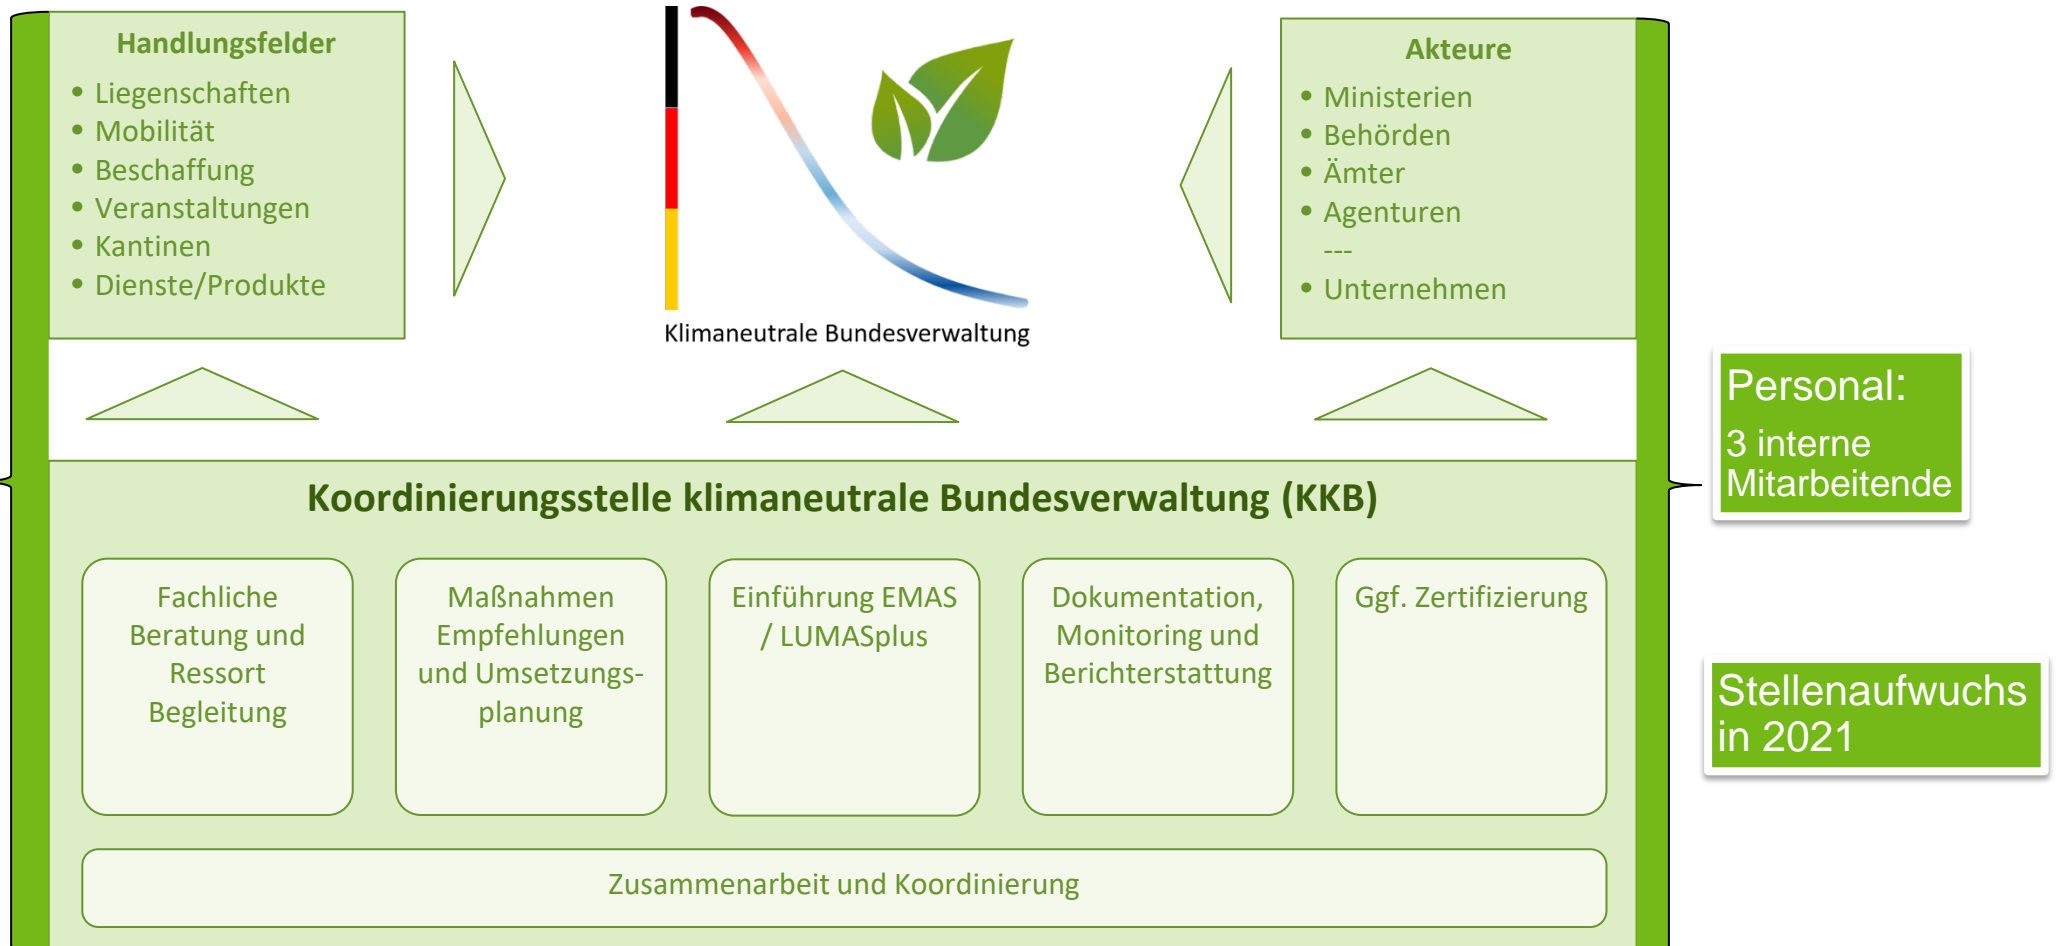 Handlungsfelder
• Liegenschaften
• Mobilität
• Beschaffung
• Veranstaltungen
• Kantinen
• Dienste/Produkte
Klimaneutrale Bundesverwaltung
Akteure
• Ministerien
• Behörden
• Ämter
• Agenturen
---
• Unternehmen
Personal:
3 interne
Mitarbeitende
Koordinierungsstelle klimaneutrale Bundesverwaltung (KKB)
Fachliche
Beratung und
Ressort
Begleitung
Maßnahmen
Empfehlungen
und Umsetzungs-
planung
Einführung EMAS
/ LUMASplus
Dokumentation,
Monitoring und
Berichterstattung
Ggf. Zertifizierung
Stellenaufwuchs
in 2021
Zusammenarbeit und Koordinierung